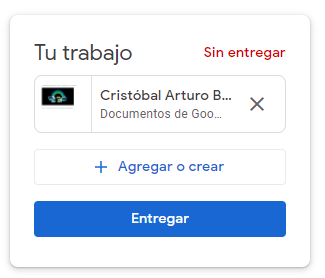 Tu trabajo
Sin entregar
Cristóbal Arturo B...
Documentos de Goo...
Agregar o crear
Entregar